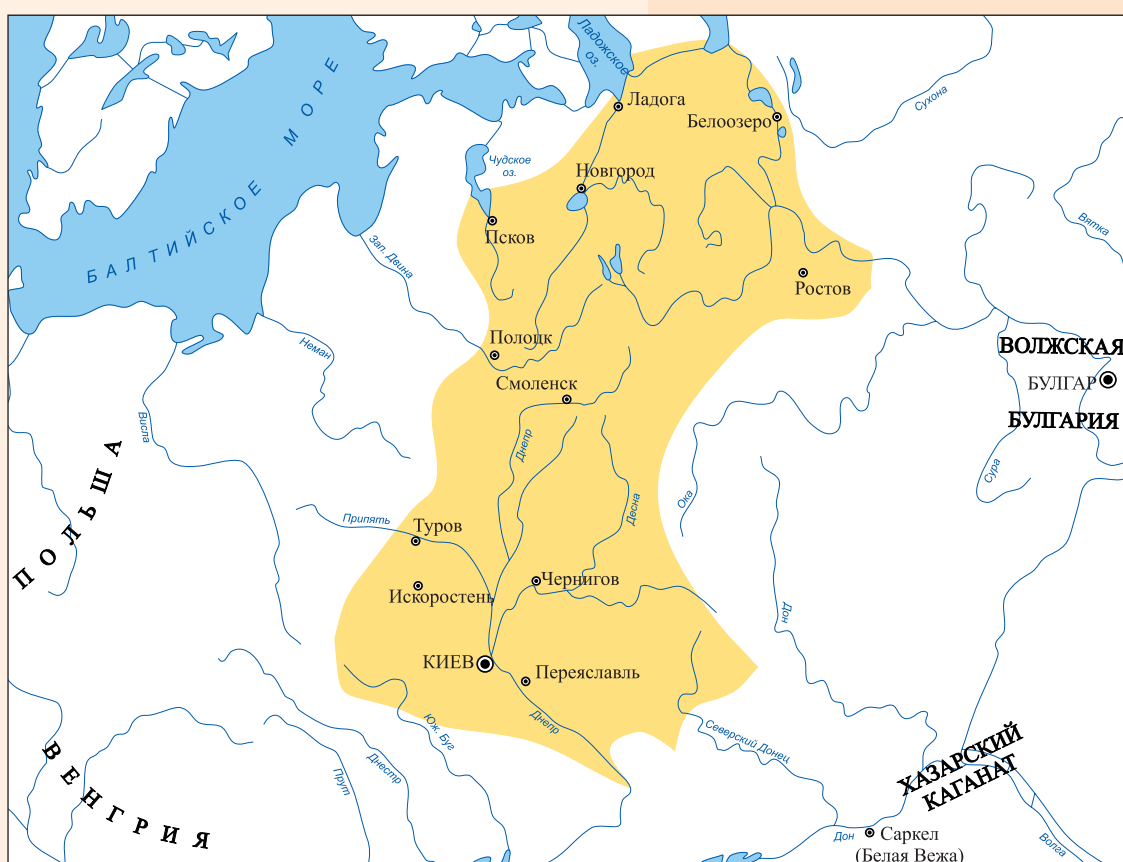 Ладожское
оз.
Сухона
Ладога
Белоозеро
БАЛТИЙСКОЕ МОРЕ
Чудское
оз.
Новгород
Вятка
Псков
Зап. Двина
Ростов
Полоцк
Неман
ВОЛЖСКАЯ
БУЛГАР
БУЛГАРИЯ
Смоленск
Висла
Днепр
ПОЛЬША
Сура
Ока
Десна
Припять
Туров
Чернигов
Искоростень
Дон
КИЕВ
Переяславль
Днепр
Юж. Буг
Северский Донец
ХАЗАРСКИЙ
КАГАНАТ
ВЕНГРИЯ
Прут
Днестр
Дон
Саркел
(Белая Вежа)
Волга